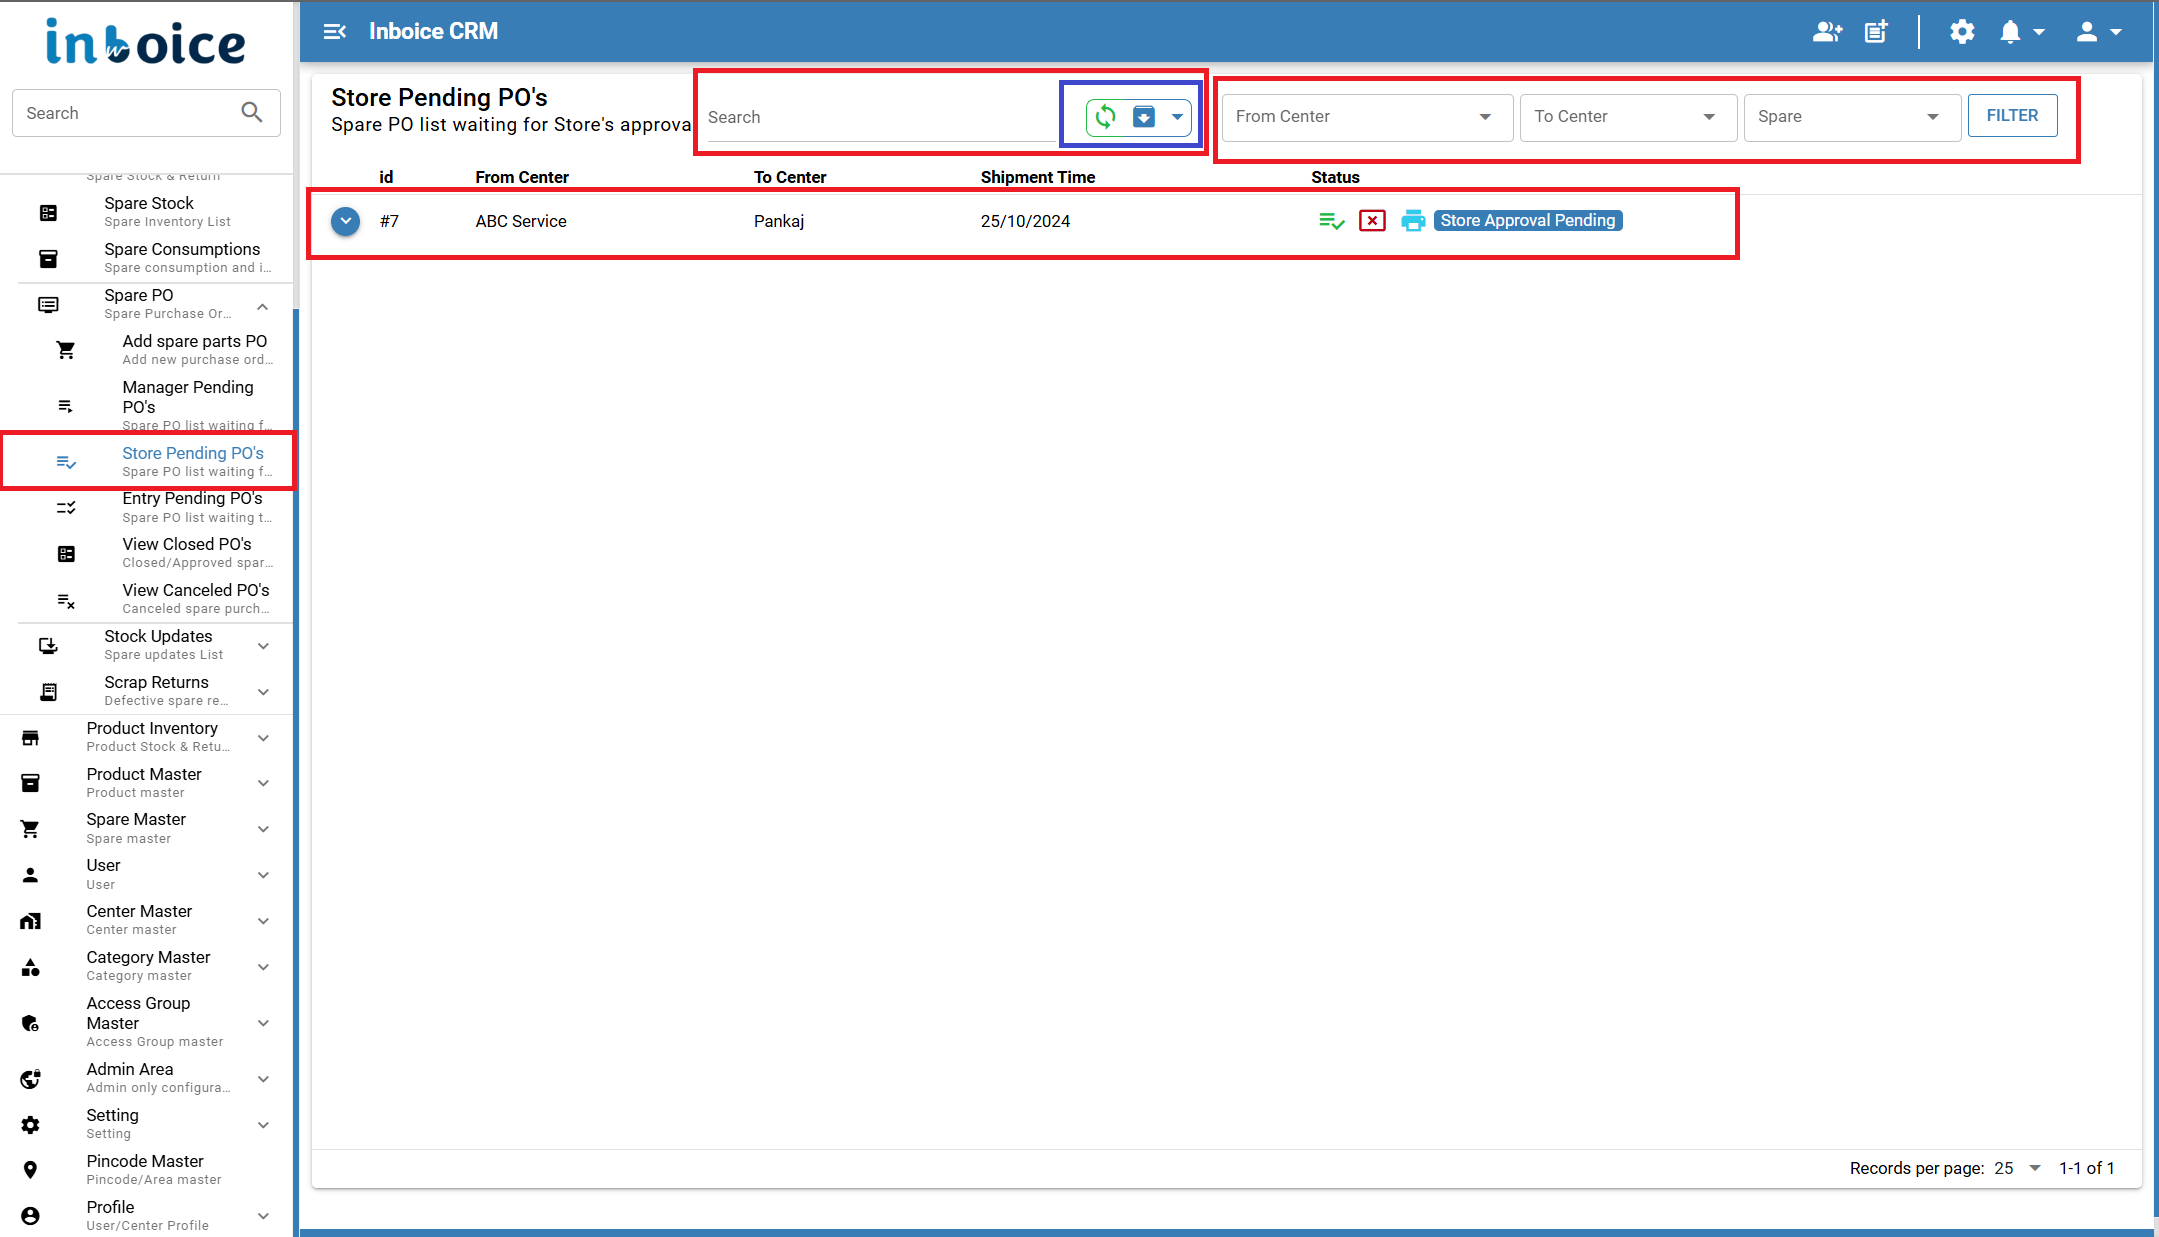 inboice
Search
Spare Stock & Return
Spare Stock
Spare Inventory List
Spare Consumptions
Spare consumption and i...
Spare PO
Spare Purchase Or...
Add spare parts PO
Add new purchase ord...
Manager Pending
PO's
Spare PO list waiting f...
Store Pending PO's
Spare PO list waiting f...
Entry Pending PO's
Spare PO list waiting t...
View Closed PO's
Closed/Approved spar...
View Canceled PO's
Canceled spare purch...
Stock Updates
Spare updates List
Scrap Returns
Defective spare re...
Product Inventory
Product Stock & Retu...
Product Master
Product master
Spare Master
Spare master
User
User
Center Master
Center master
Category Master
Category master
Access Group
Master
Access Group master
Admin Area
Admin only configura...
Setting
Setting
Pincode Master
Pincode/Area master
Profile
User/Center Profile
Inboice CRM
Store Pending PO's
Spare PO list waiting for Store's approva
Search
From Center
To Center
Spare
FILTER
id From Center To Center Shipment Time Status
#7 ABC Service Pankaj 25/10/2024 Store Approval Pending
Records per page: 25 1-1 of 1